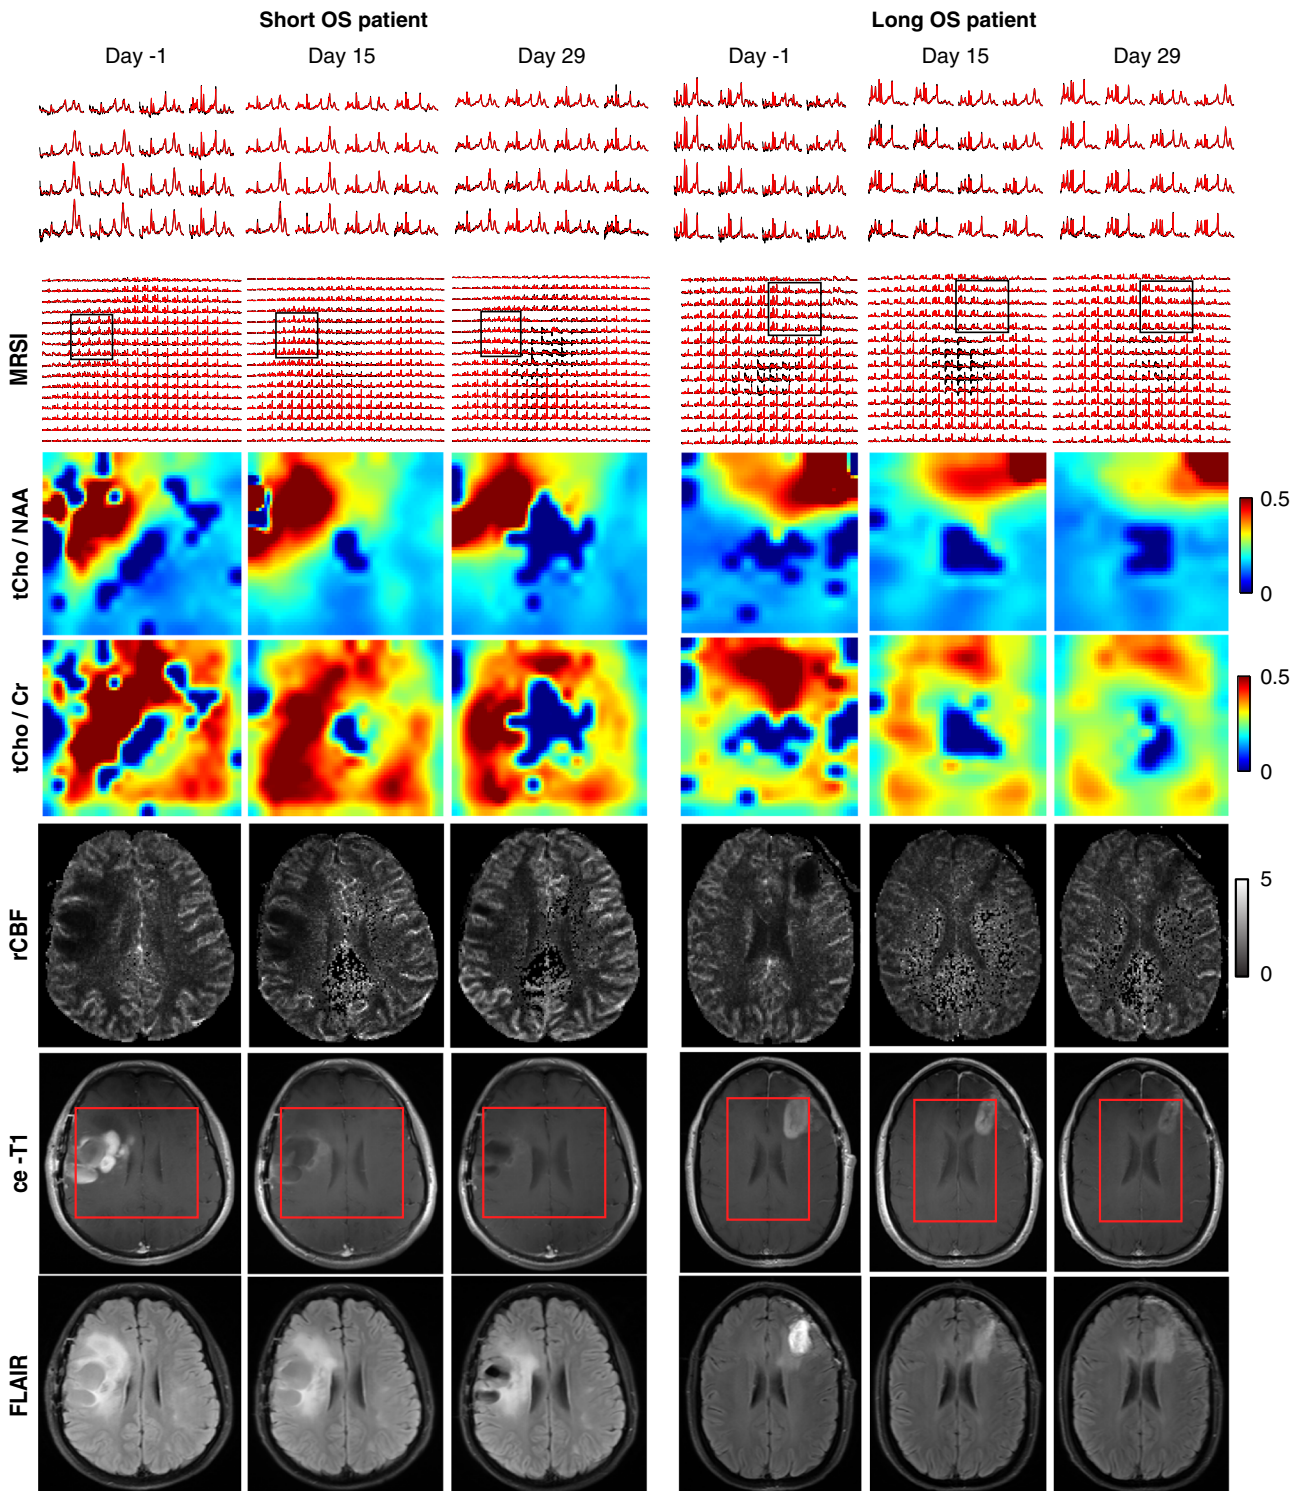 Short OS patient
Long OS patient
Day -1
Day 15
Day 29
Day -1
Day 15
Day 29
MRSI
tCho / NAA
0.5
0
tCho / Cr
0.5
0
rCBF
5
0
ce -T1
FLAIR